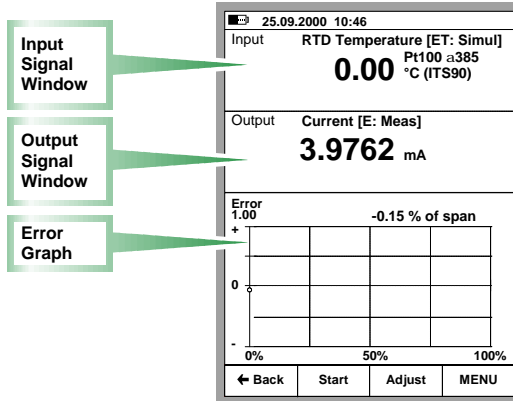 Input
Signal
Window
Output
Signal
Window
Error
Graph
25.09.2000 10:46
Input RTD Temperature [ET: Simul]
0.00 Pt100 a385
°C (ITS90)
Output Current [E: Meas]
3.9762 mA
Error
1.00 -0.15 % of span
+
0
-
0% 50% 100%
← Back Start Adjust MENU